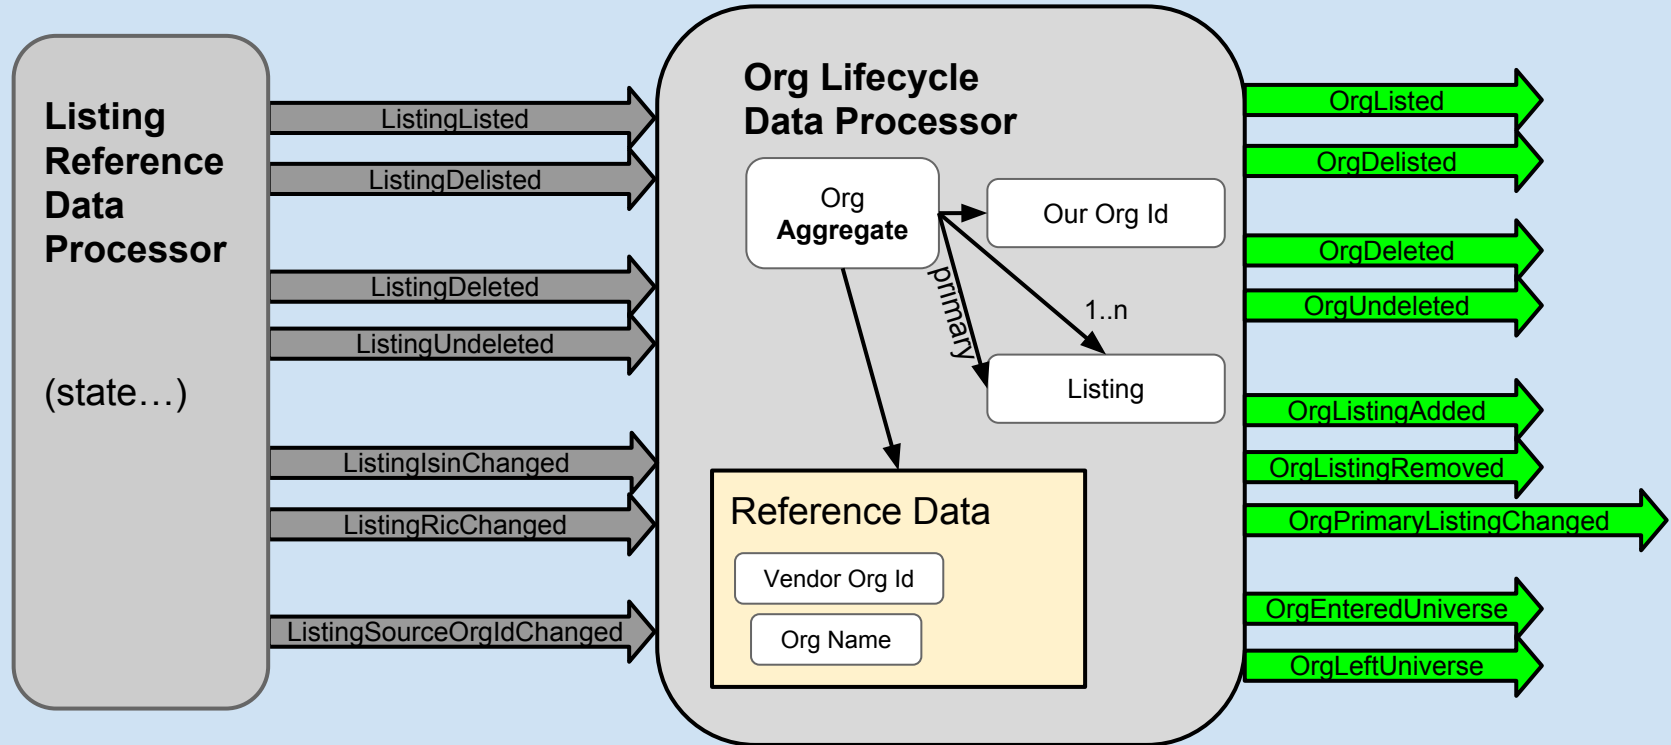 Listing
Reference
Data
Processor
(state…)
ListingListed
ListingDelisted
ListingDeleted
ListingUndeleted
ListingIsinChanged
ListingRicChanged
ListingSourceOrgIdChanged
Org Lifecycle
Data Processor
Org
Aggregate
Our Org Id
primary
1..n
Listing
Reference Data
Vendor Org Id
Org Name
OrgListed
OrgDelisted
OrgDeleted
OrgUndeleted
OrgListingAdded
OrgListingRemoved
OrgPrimaryListingChanged
OrgEnteredUniverse
OrgLeftUniverse